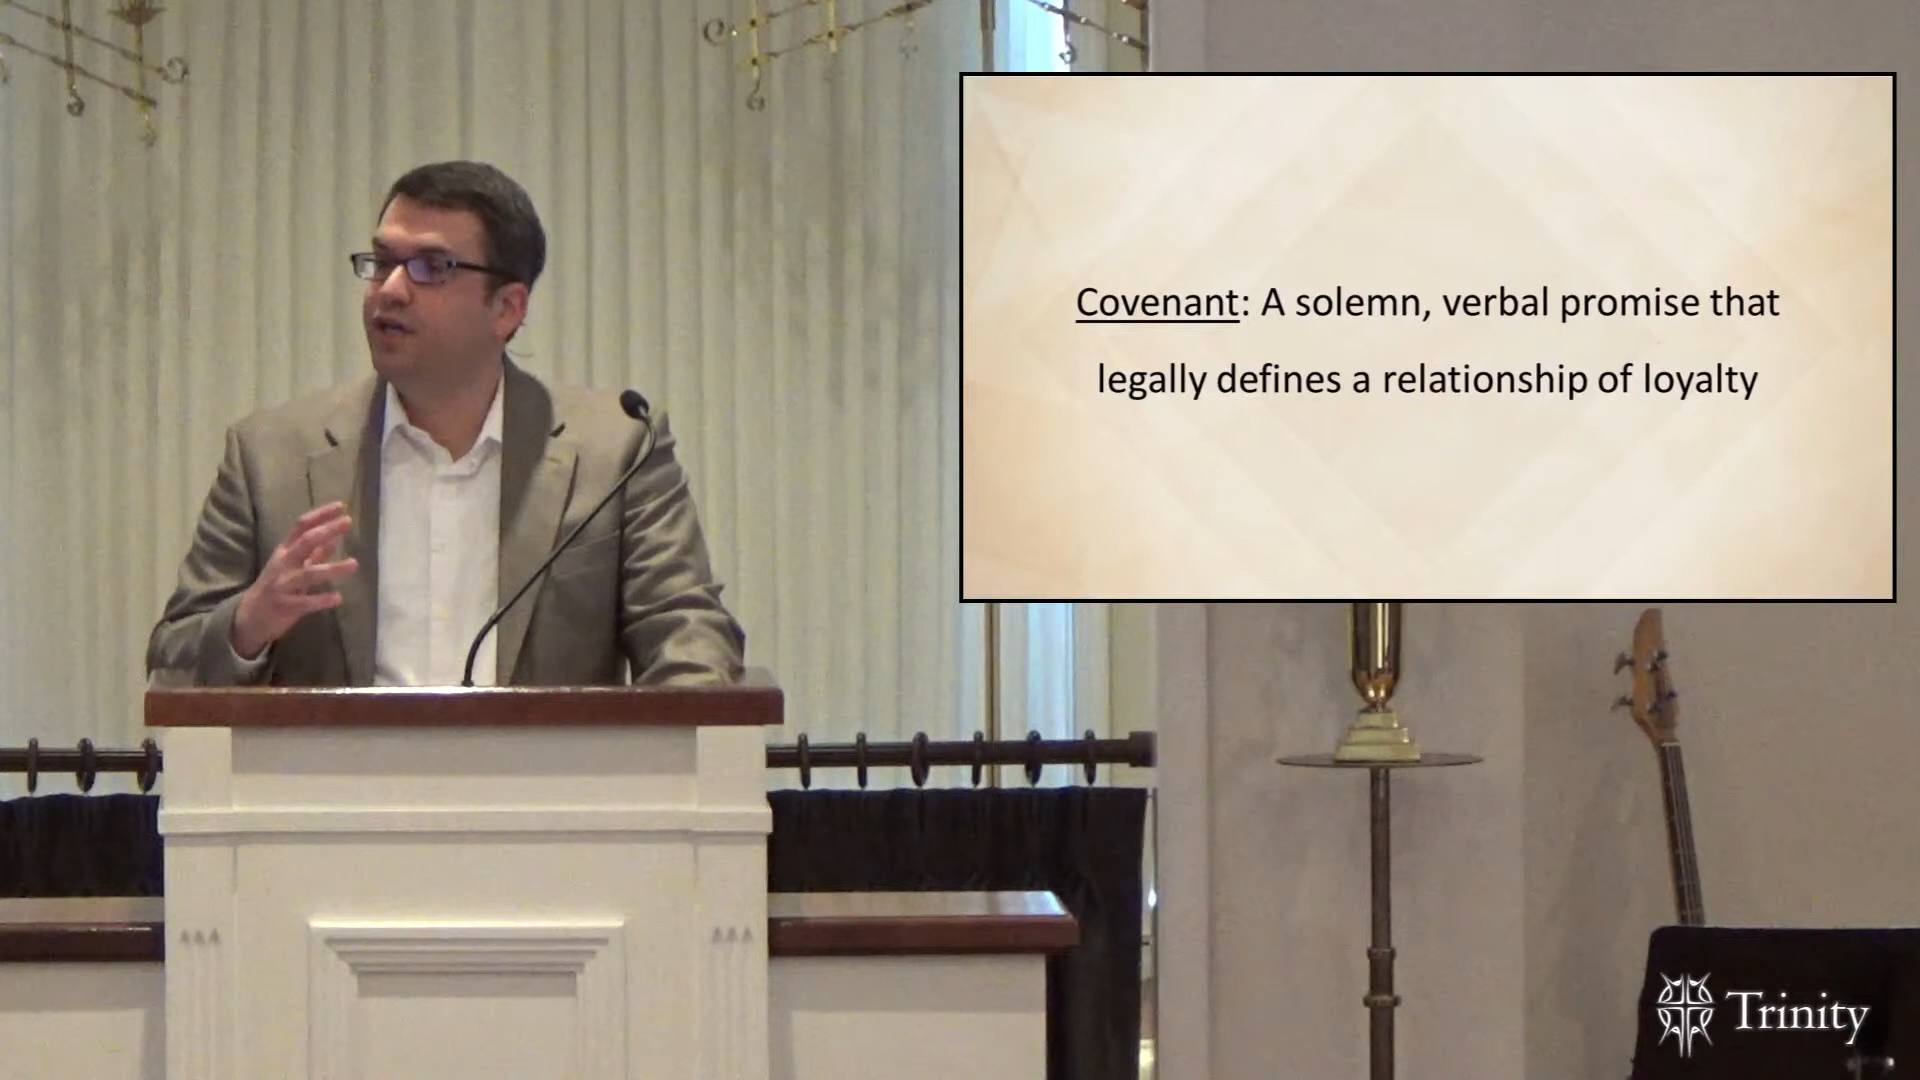 Covenant: A solemn, verbal promise that
legally defines a relationship of loyalty
Trinity